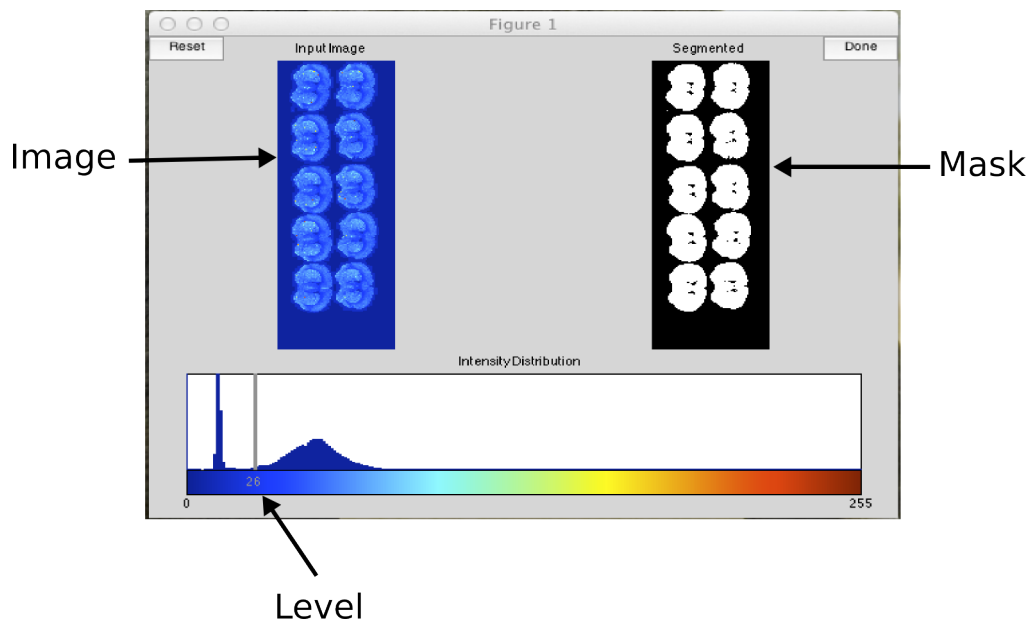 Figure 1
Reset
Input Image
Segmented
Done
Image
Mask
Intensity Distribution
26
0
255
Level